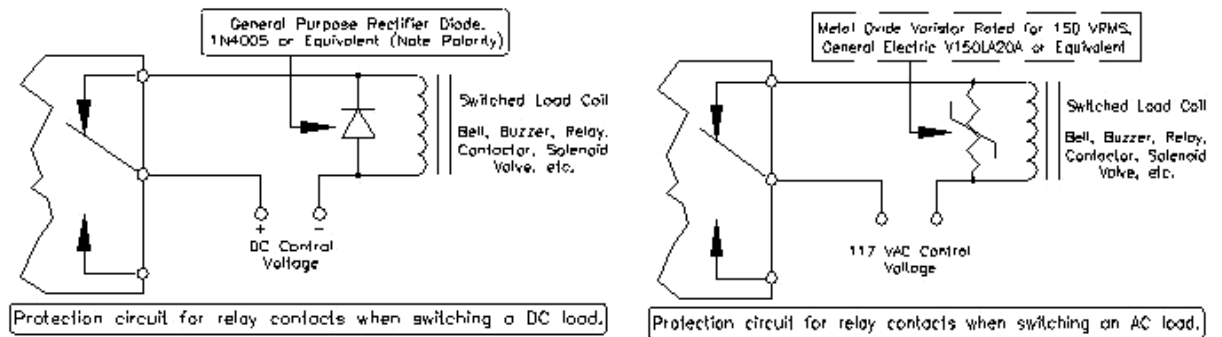 General Purpose Rectifier Diode.
1N4005 or Equivalent (Note Polarity)
Switched Load Coil
Bell, Buzzer, Relay,
Contactor, Solenoid
Valve, etc.
+ −
DC Control
Voltage
Protection circuit for relay contacts when switching a DC load.
Metal Oxide Varistor Rated for 150 VRMS,
General Electric V150LA20A or Equivalent
Switched Load Coil
Bell, Buzzer, Relay,
Contactor, Solenoid
Valve, etc.
117 VAC Control
Voltage
Protection circuit for relay contacts when switching an AC load.